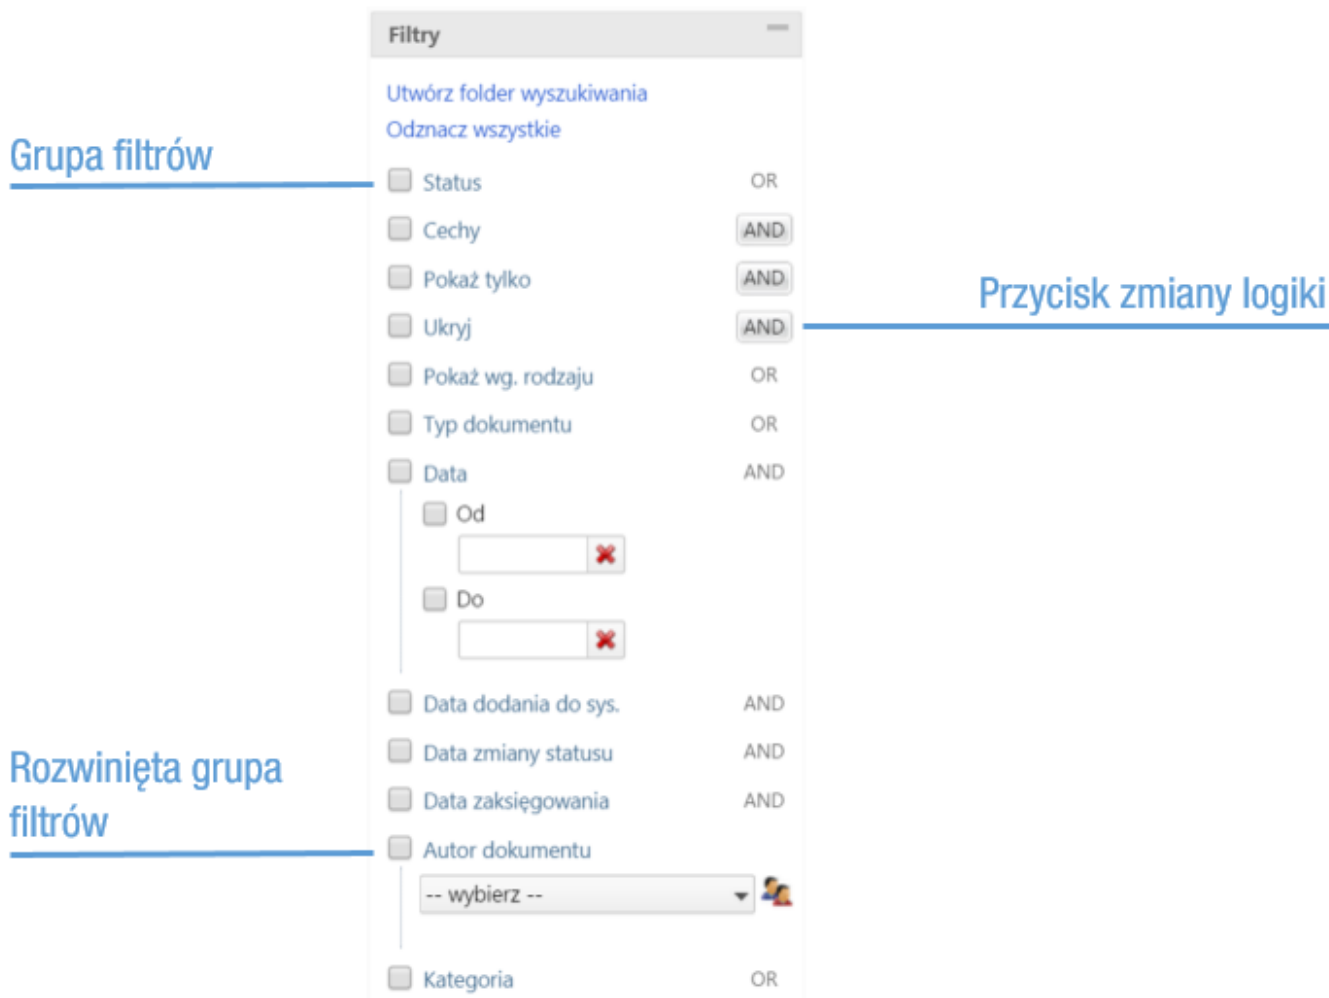 Filtry
Utwórz folder wyszukiwania
Odznacz wszystkie
Grupa filtrów
Status OR
Cechy AND
Pokaż tylko AND
Przycisk zmiany logiki
Ukryj AND
Pokaż wg. rodzaju OR
Typ dokumentu OR
Data AND
Od
Do
Data dodania do sys. AND
Data zmiany statusu AND
Rozwinięta grupa
filtrów
Data zaksięgowania AND
Autor dokumentu
-- wybierz --
Kategoria OR